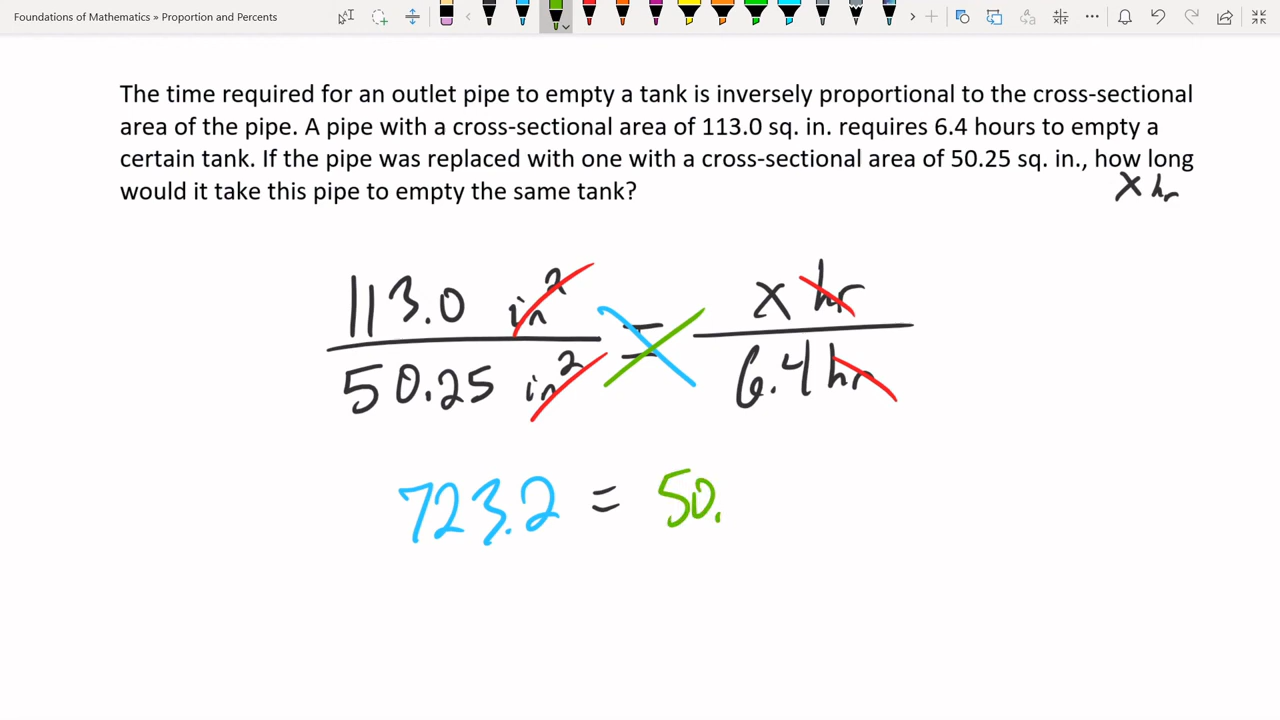 Foundations of Mathematics » Proportion and Percents
The time required for an outlet pipe to empty a tank is inversely proportional to the cross-sectional
area of the pipe. A pipe with a cross-sectional area of 113.0 sq. in. requires 6.4 hours to empty a
certain tank. If the pipe was replaced with one with a cross-sectional area of 50.25 sq. in., how long
would it take this pipe to empty the same tank?
x hr
113.0 in² = x hr
50.25 in² 6.4 hr
723.2 = 50.